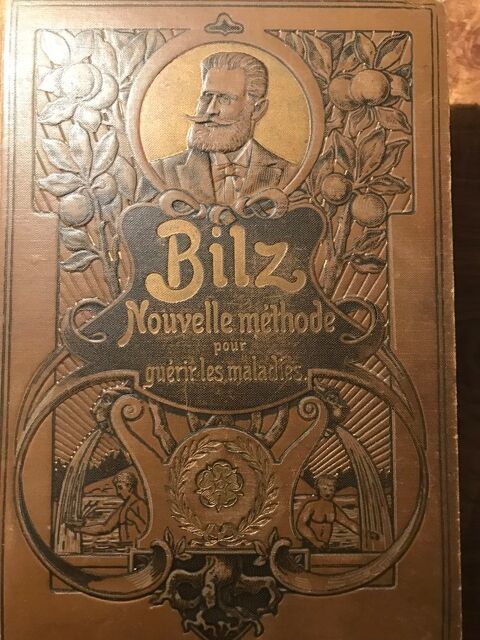 Bilz
Nouvelle méthode
pour
guérir les maladies.